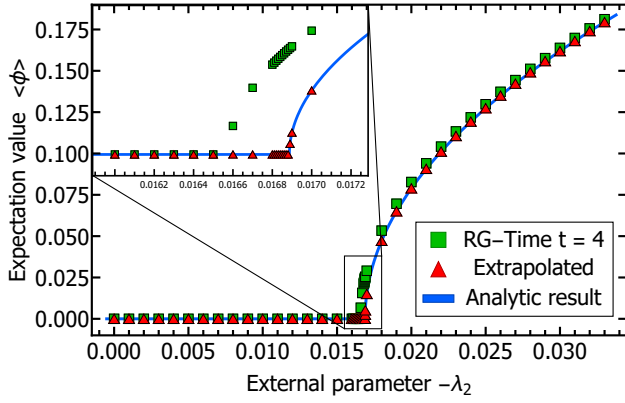 0.175
0.150
0.125
0.100
0.075
0.050
0.025
0.000
Expectation value <ϕ>
0.0162 0.0164 0.0166 0.0168 0.0170 0.0172
RG-Time t = 4
Extrapolated
Analytic result
0.000 0.005 0.010 0.015 0.020 0.025 0.030
External parameter -λ₂